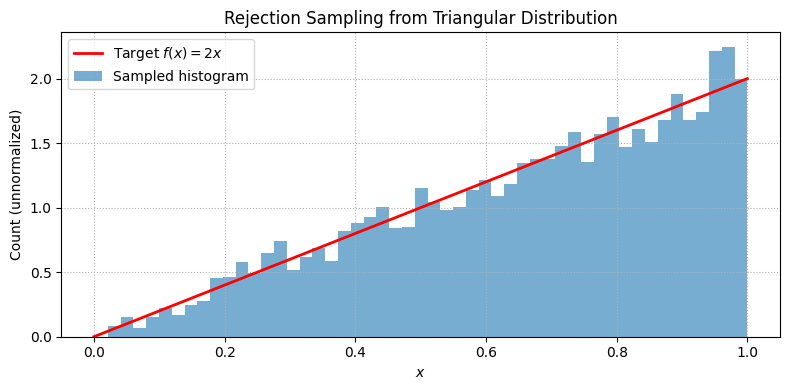 Rejection Sampling from Triangular Distribution
Target f(x) = 2x
Sampled histogram
Count (unnormalized)
2.0
1.5
1.0
0.5
0.0
0.0 0.2 0.4 0.6 0.8 1.0
x